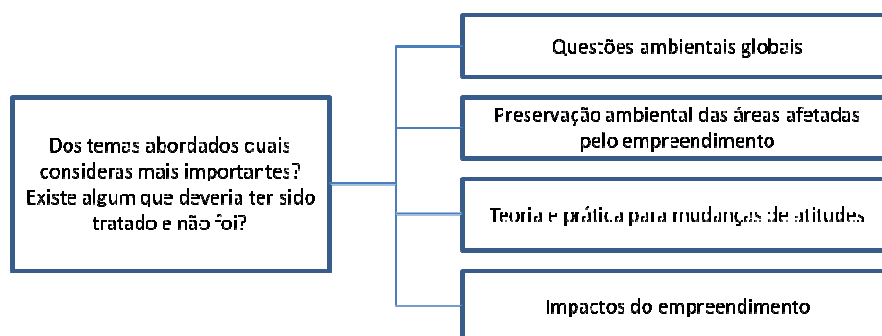 Dos temas abordados quais
consideras mais importantes?
Existe algum que deveria ter sido
tratado e não foi?
Questões ambientais globais
Preservação ambiental das áreas afetadas
pelo empreendimento
Teoria e prática para mudanças de atitudes
Impactos do empreendimento